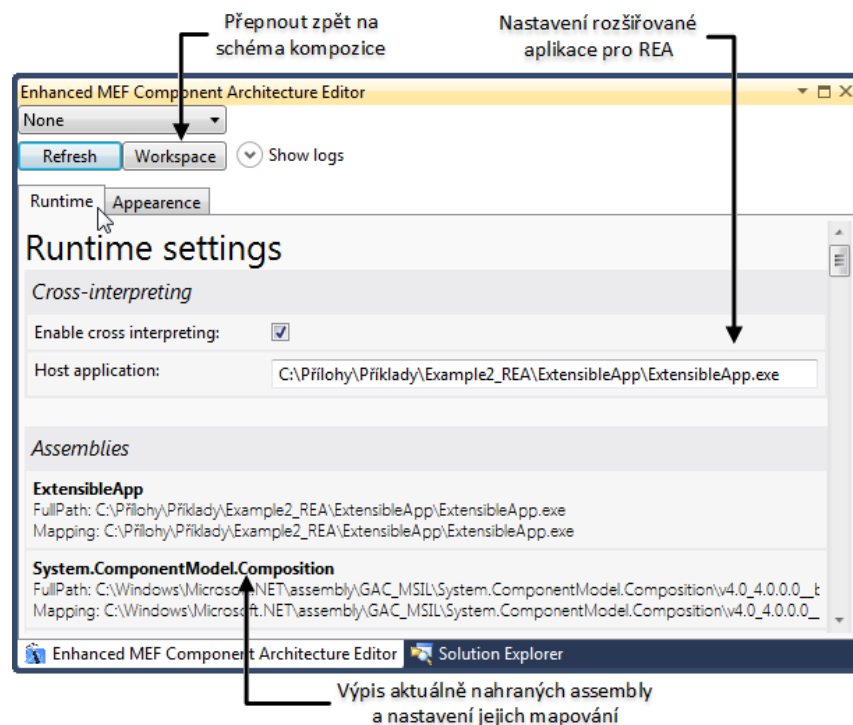 Přepnout zpět na
schéma kompozice
Nastavení rozšiřované
aplikace pro REA
Enhanced MEF Component Architecture Editor
None
Refresh
Workspace
Show logs
Runtime
Appearence
Runtime settings
Cross-interpreting
Enable cross interpreting:
Host application:
C:\Přílohy\Příklady\Example2_REA\ExtensibleApp\ExtensibleApp.exe
Assemblies
ExtensibleApp
FullPath: C:\Přílohy\Příklady\Example2_REA\ExtensibleApp\ExtensibleApp.exe
Mapping: C:\Přílohy\Příklady\Example2_REA\ExtensibleApp\ExtensibleApp.exe
System.ComponentModel.Composition
FullPath: C:\Windows\Microsoft.NET\assembly\GAC_MSIL\System.ComponentModel.Composition\v4.0_4.0.0.0__b
Mapping: C:\Windows\Microsoft.NET\assembly\GAC_MSIL\System.ComponentModel.Composition\v4.0_4.0.0.0__
Enhanced MEF Component Architecture Editor
Solution Explorer
Výpis aktuálně nahraných assembly
a nastavení jejich mapování